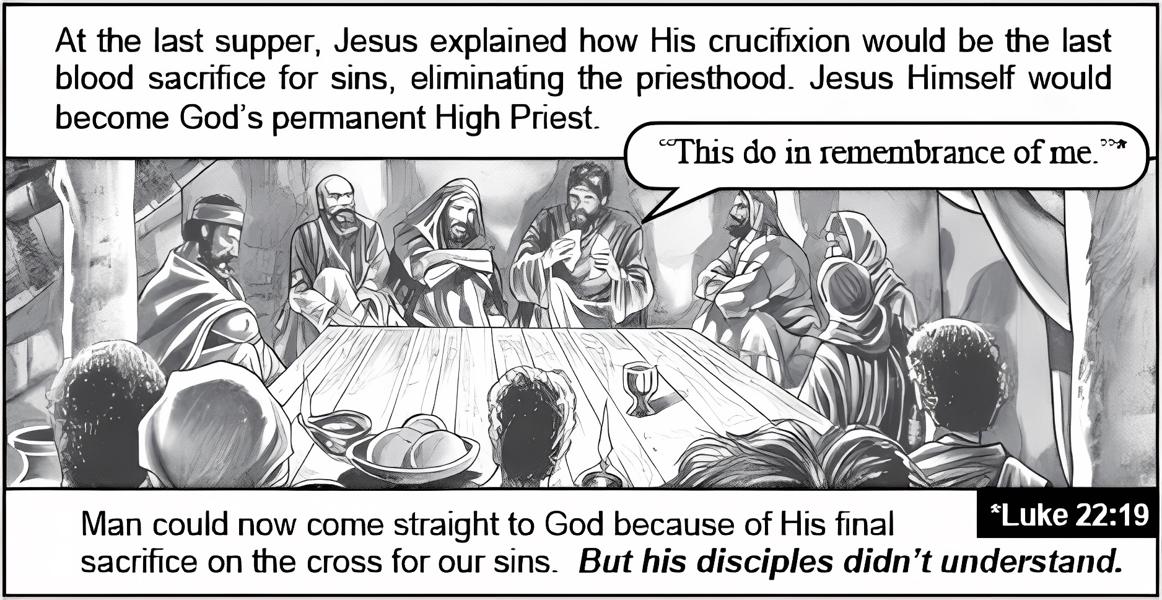 At the last supper, Jesus explained how His crucifixion would be the last
blood sacrifice for sins, eliminating the priesthood. Jesus Himself would
become God's permanent High Priest.
“This do in remembrance of me.”*
Man could now come straight to God because of His final
sacrifice on the cross for our sins. But his disciples didn't understand.
*Luke 22:19